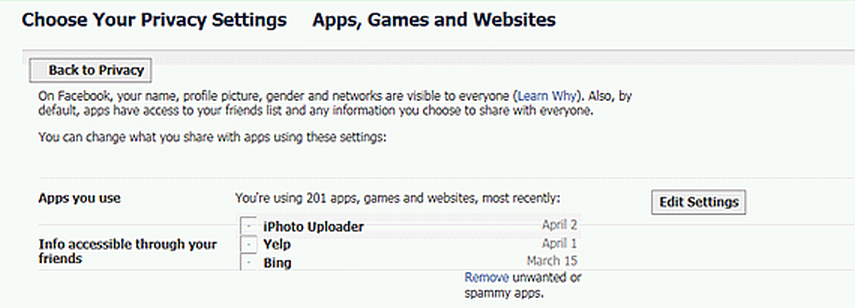 Choose Your Privacy Settings    Apps, Games and Websites
Back to Privacy
On Facebook, your name, profile picture, gender and networks are visible to everyone (Learn Why). Also, by
default, apps have access to your friends list and any information you choose to share with everyone.
You can change what you share with apps using these settings:
Apps you use
You're using 201 apps, games and websites, most recently:
Edit Settings
iPhoto Uploader April 2
Yelp April 1
Bing March 15
Remove unwanted or
spammy apps.
Info accessible through your
friends